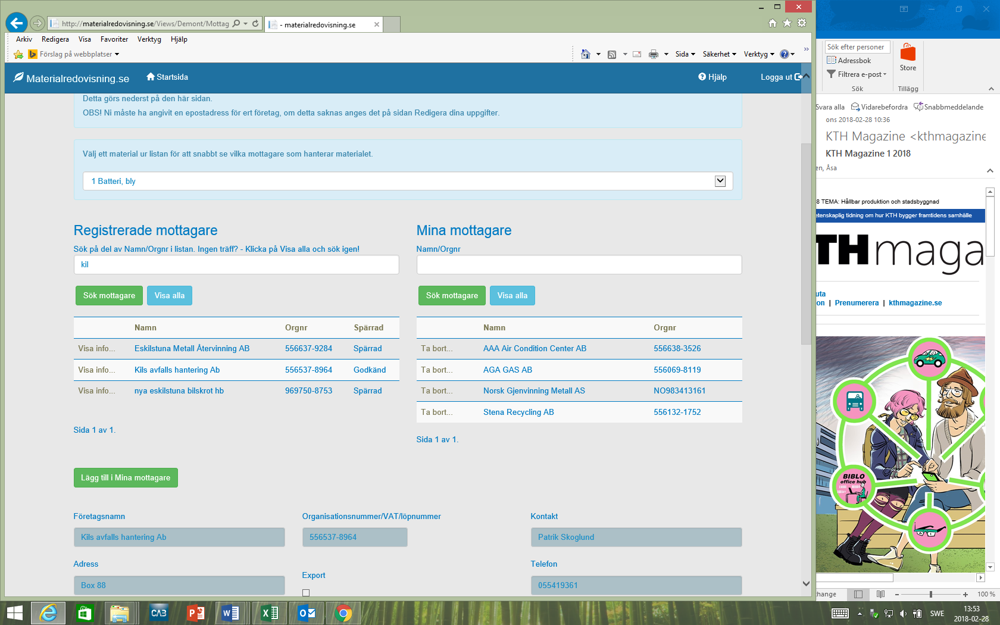 http://materialredovisning.se/Views/Demont/Mottag
- materialredovisning.se
Arkiv Redigera Visa Favoriter Verktyg Hjälp
Förslag på webbplatser
Sida Säkerhet Verktyg
Materialredovisning.se
Startsida
Hjälp
Logga ut
Detta görs nederst på den här sidan.
OBS! Ni måste ha angivit en epostadress för ert företag, om detta saknas anges det på sidan Redigera dina uppgifter.
Välj ett material ur listan för att snabbt se vilka mottagare som hanterar materialet.
1 Batteri, bly
Registrerade mottagare
Sök på del av Namn/Orgnr i listan. Ingen träff? - Klicka på Visa alla och sök igen!
kil
Sök mottagare Visa alla
Namn Orgnr Spärrad
Visa info... Eskilstuna Metall Återvinning AB 556637-9284 Spärrad
Visa info... Kils avfalls hantering Ab 556537-8964 Godkänd
Visa info... nya eskilstuna bilskrot hb 969750-8753 Spärrad
Sida 1 av 1.
Mina mottagare
Namn/Orgnr
Sök mottagare Visa alla
Namn Orgnr
Ta bort... AAA Air Condition Center AB 556638-3526
Ta bort... AGA GAS AB 556069-8119
Ta bort... Norsk Gjenvinning Metall AS NO983413161
Ta bort... Stena Recycling AB 556132-1752
Sida 1 av 1.
Lägg till i Mina mottagare
Företagsnamn Organisationsnummer/VAT/löpnummer Kontakt
Kils avfalls hantering Ab 556537-8964 Patrik Skoglund
Adress Telefon
Export
Box 88 055419361
Sök efter personer
Adressbok
Filtrera e-post
Sök
Store
Tillägg
Svara alla Vidarebefordra Snabbmeddelande
ons 2018-02-28 10:36
KTH Magazine <kthmagazine
KTH Magazine 1 2018
en, Åsa
8 TEMA: Hållbar produktion och stadsbyggnad
etenskaplig tidning om hur KTH bygger framtidens samhälle
TH maga
uta
on | Prenumerera | kthmagazine.se
BIBLO
office hub
hange
100 %
CAB
SWE
13:53
2018-02-28